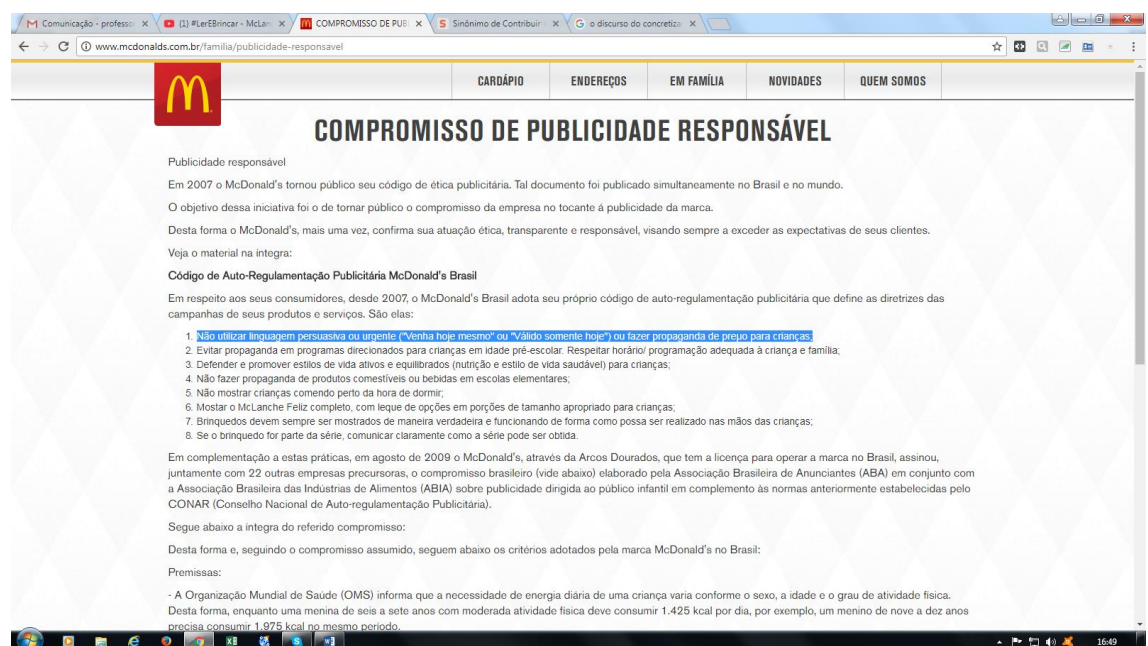 Comunicação - professo
(1) #LerEBrincar - McLan
COMPROMISSO DE PUB
Sinônimo de Contribuir
o discurso do concretiza
www.mcdonalds.com.br/familia/publicidade-responsavel
CARDÁPIO ENDEREÇOS EM FAMÍLIA NOVIDADES QUEM SOMOS
COMPROMISSO DE PUBLICIDADE RESPONSÁVEL
Publicidade responsável
Em 2007 o McDonald's tornou público seu código de ética publicitária. Tal documento foi publicado simultaneamente no Brasil e no mundo.
O objetivo dessa iniciativa foi o de tornar público o compromisso da empresa no tocante á publicidade da marca.
Desta forma o McDonald's, mais uma vez, confirma sua atuação ética, transparente e responsável, visando sempre a exceder as expectativas de seus clientes.
Veja o material na íntegra:
Código de Auto-Regulamentação Publicitária McDonald's Brasil
Em respeito aos seus consumidores, desde 2007, o McDonald's Brasil adota seu próprio código de auto-regulamentação publicitária que define as diretrizes das
campanhas de seus produtos e serviços. São elas:
1. Não utilizar linguagem persuasiva ou urgente ("Venha hoje mesmo" ou "Válido somente hoje") ou fazer propaganda de preµo para crianças;
2. Evitar propaganda em programas direcionados para crianças em idade pré-escolar. Respeitar horário/ programação adequada à criança e família;
3. Defender e promover estilos de vida ativos e equilibrados (nutrição e estilo de vida saudável) para crianças;
4. Não fazer propaganda de produtos comestíveis ou bebidas em escolas elementares;
5. Não mostrar crianças comendo perto da hora de dormir;
6. Mostar o McLanche Feliz completo, com leque de opções em porções de tamanho apropriado para crianças;
7. Brinquedos devem sempre ser mostrados de maneira verdadeira e funcionando de forma como possa ser realizado nas mãos das crianças;
8. Se o brinquedo for parte da série, comunicar claramente como a série pode ser obtida.
Em complementação a estas práticas, em agosto de 2009 o McDonald's, através da Arcos Dourados, que tem a licença para operar a marca no Brasil, assinou,
juntamente com 22 outras empresas precursoras, o compromisso brasileiro (vide abaixo) elaborado pela Associação Brasileira de Anunciantes (ABA) em conjunto com
a Associação Brasileira das Indústrias de Alimentos (ABIA) sobre publicidade dirigida ao público infantil em complemento às normas anteriormente estabelecidas pelo
CONAR (Conselho Nacional de Auto-regulamentação Publicitária).
Segue abaixo a íntegra do referido compromisso:
Desta forma e, seguindo o compromisso assumido, seguem abaixo os critérios adotados pela marca McDonald's no Brasil:
Premissas:
- A Organização Mundial de Saúde (OMS) informa que a necessidade de energia diária de uma criança varia conforme o sexo, a idade e o grau de atividade física.
Desta forma, enquanto uma menina de seis a sete anos com moderada atividade física deve consumir 1.425 kcal por dia, por exemplo, um menino de nove a dez anos
precisa consumir 1.975 kcal no mesmo período.
16:49